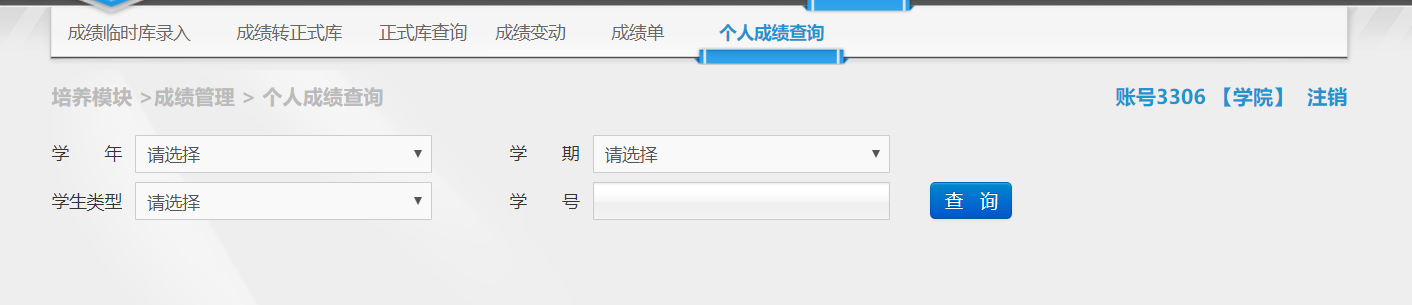 成绩临时库录入 成绩转正式库 正式库查询 成绩变动 成绩单 个人成绩查询
培养模块 >成绩管理 > 个人成绩查询 账号3306 【学院】 注销
学 年 请选择 学 期 请选择
学生类型 请选择 学 号 查 询